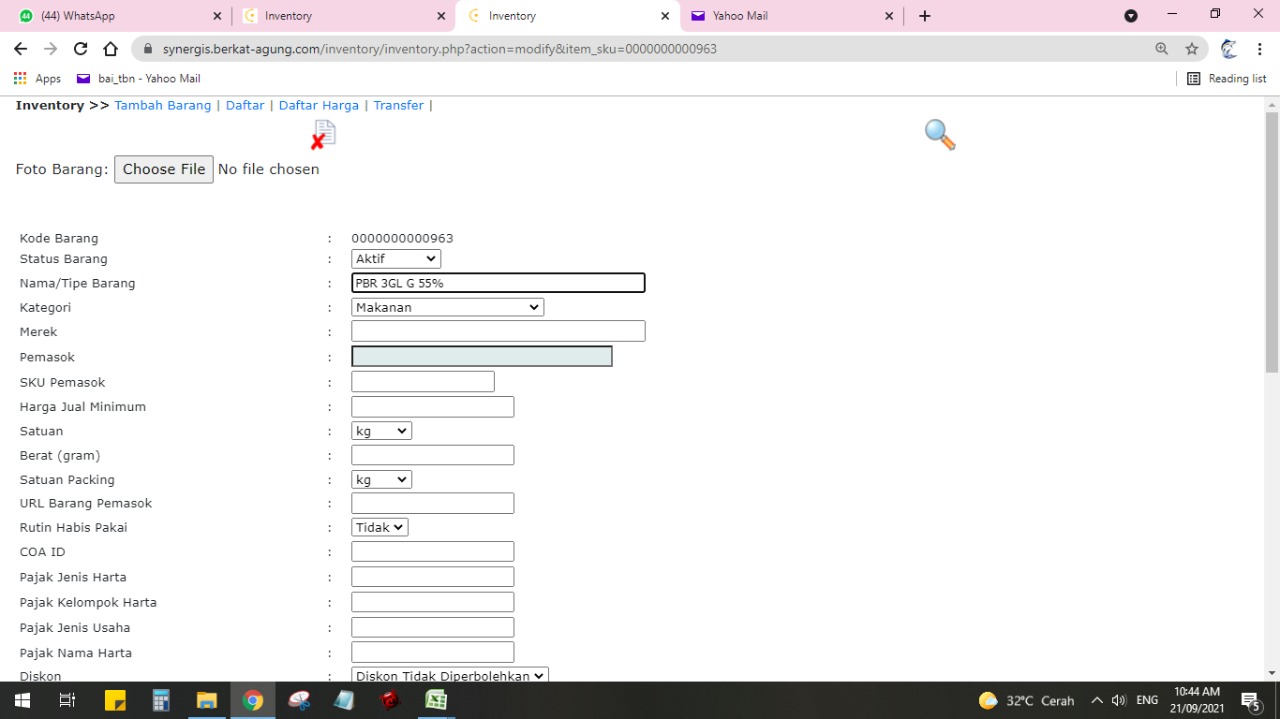 (44) WhatsApp
Inventory
Inventory
Yahoo Mail
synergis.berkat-agung.com/inventory/inventory.php?action=modify&item_sku=0000000000963
Apps
bai_tbn - Yahoo Mail
Reading list
Inventory >> Tambah Barang | Daftar | Daftar Harga | Transfer |
Foto Barang: Choose File No file chosen
Kode Barang : 0000000000963
Status Barang : Aktif
Nama/Tipe Barang : PBR 3GL G 55%
Kategori : Makanan
Merek :
Pemasok :
SKU Pemasok :
Harga Jual Minimum :
Satuan : kg
Berat (gram) :
Satuan Packing : kg
URL Barang Pemasok :
Rutin Habis Pakai : Tidak
COA ID :
Pajak Jenis Harta :
Pajak Kelompok Harta :
Pajak Jenis Usaha :
Pajak Nama Harta :
Diskon : Diskon Tidak Diperbolehkan
32°C Cerah
ENG
10:44 AM
21/09/2021
5